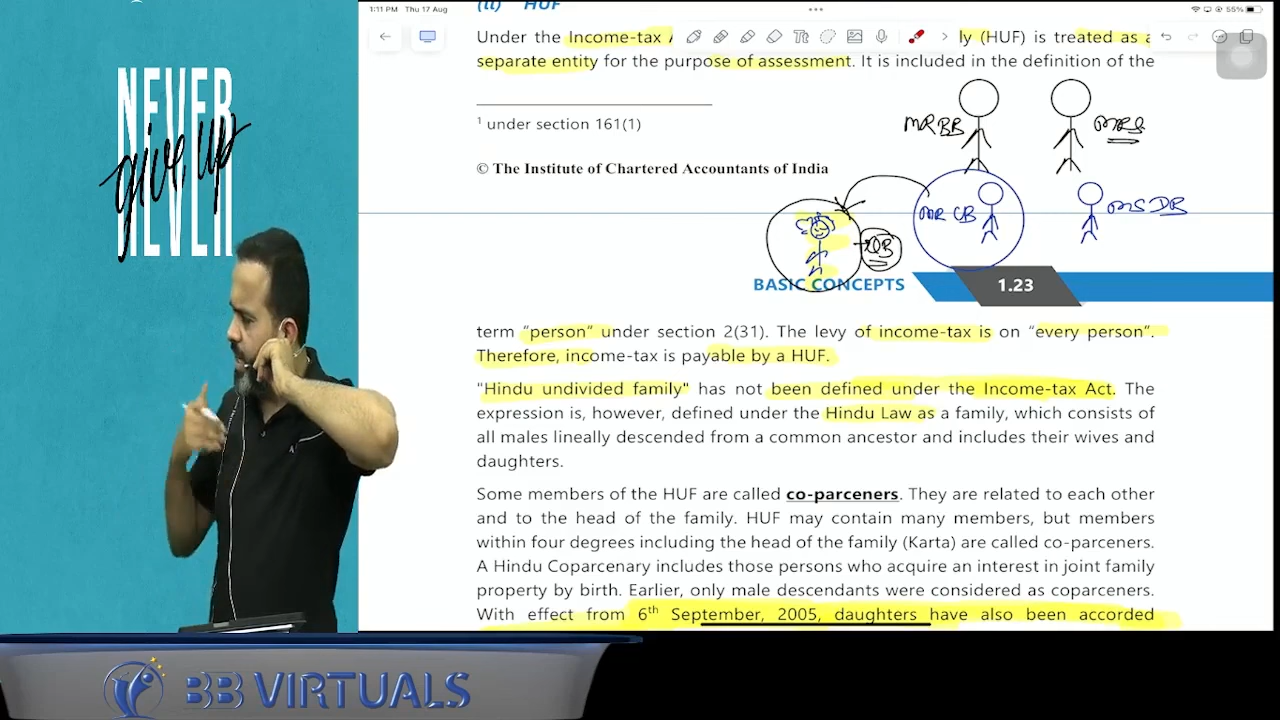 NEVER
give up
NEVER
1:11 PM Thu 17 Aug
55%
(ii) HUF
Under the Income-tax A
ly (HUF) is treated as a
separate entity for the purpose of assessment. It is included in the definition of the
1 under section 161(1)
© The Institute of Chartered Accountants of India
MR BB
MR CB
MS DB
BASIC CONCEPTS
1.23
term “person” under section 2(31). The levy of income-tax is on “every person”.
Therefore, income-tax is payable by a HUF.
"Hindu undivided family" has not been defined under the Income-tax Act. The
expression is, however, defined under the Hindu Law as a family, which consists of
all males lineally descended from a common ancestor and includes their wives and
daughters.
Some members of the HUF are called co-parceners. They are related to each other
and to the head of the family. HUF may contain many members, but members
within four degrees including the head of the family (Karta) are called co-parceners.
A Hindu Coparcenary includes those persons who acquire an interest in joint family
property by birth. Earlier, only male descendants were considered as coparceners.
With effect from 6th September, 2005, daughters have also been accorded
BB VIRTUALS